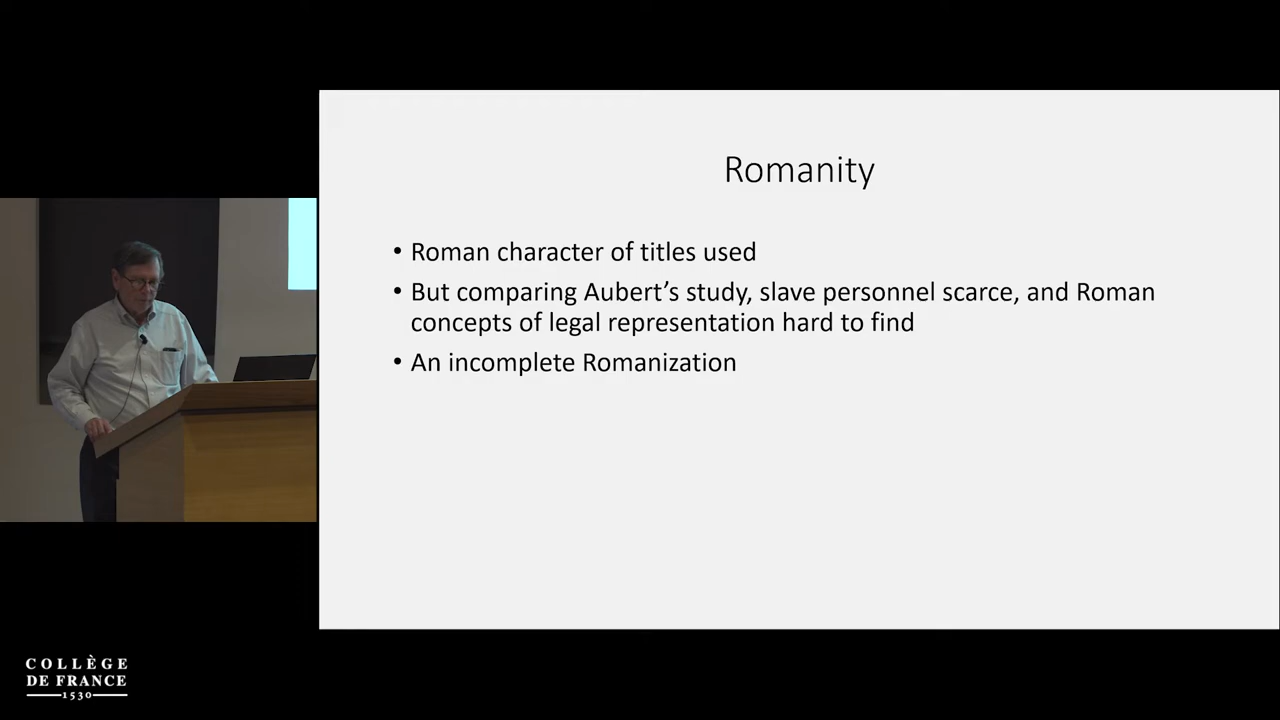 Romanity
• Roman character of titles used
• But comparing Aubert’s study, slave personnel scarce, and Roman
concepts of legal representation hard to find
• An incomplete Romanization
COLLÈGE
DE FRANCE
1530